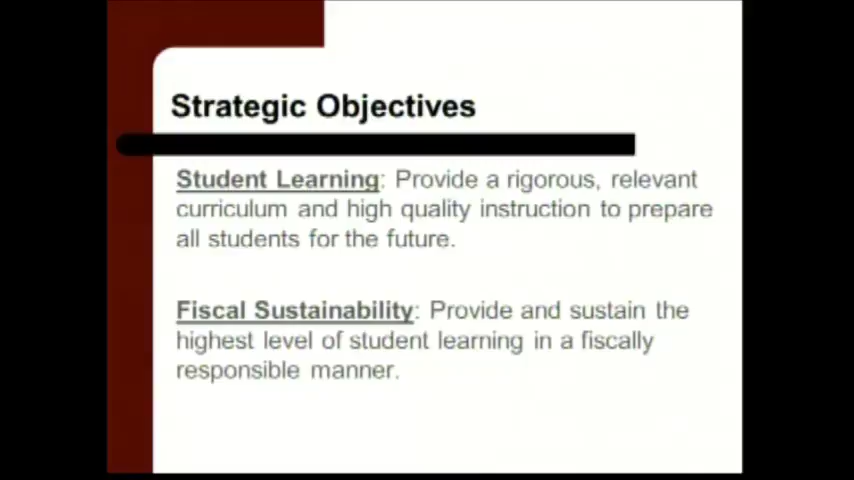 Strategic Objectives
Student Learning: Provide a rigorous, relevant
curriculum and high quality instruction to prepare
all students for the future.
Fiscal Sustainability: Provide and sustain the
highest level of student learning in a fiscally
responsible manner.